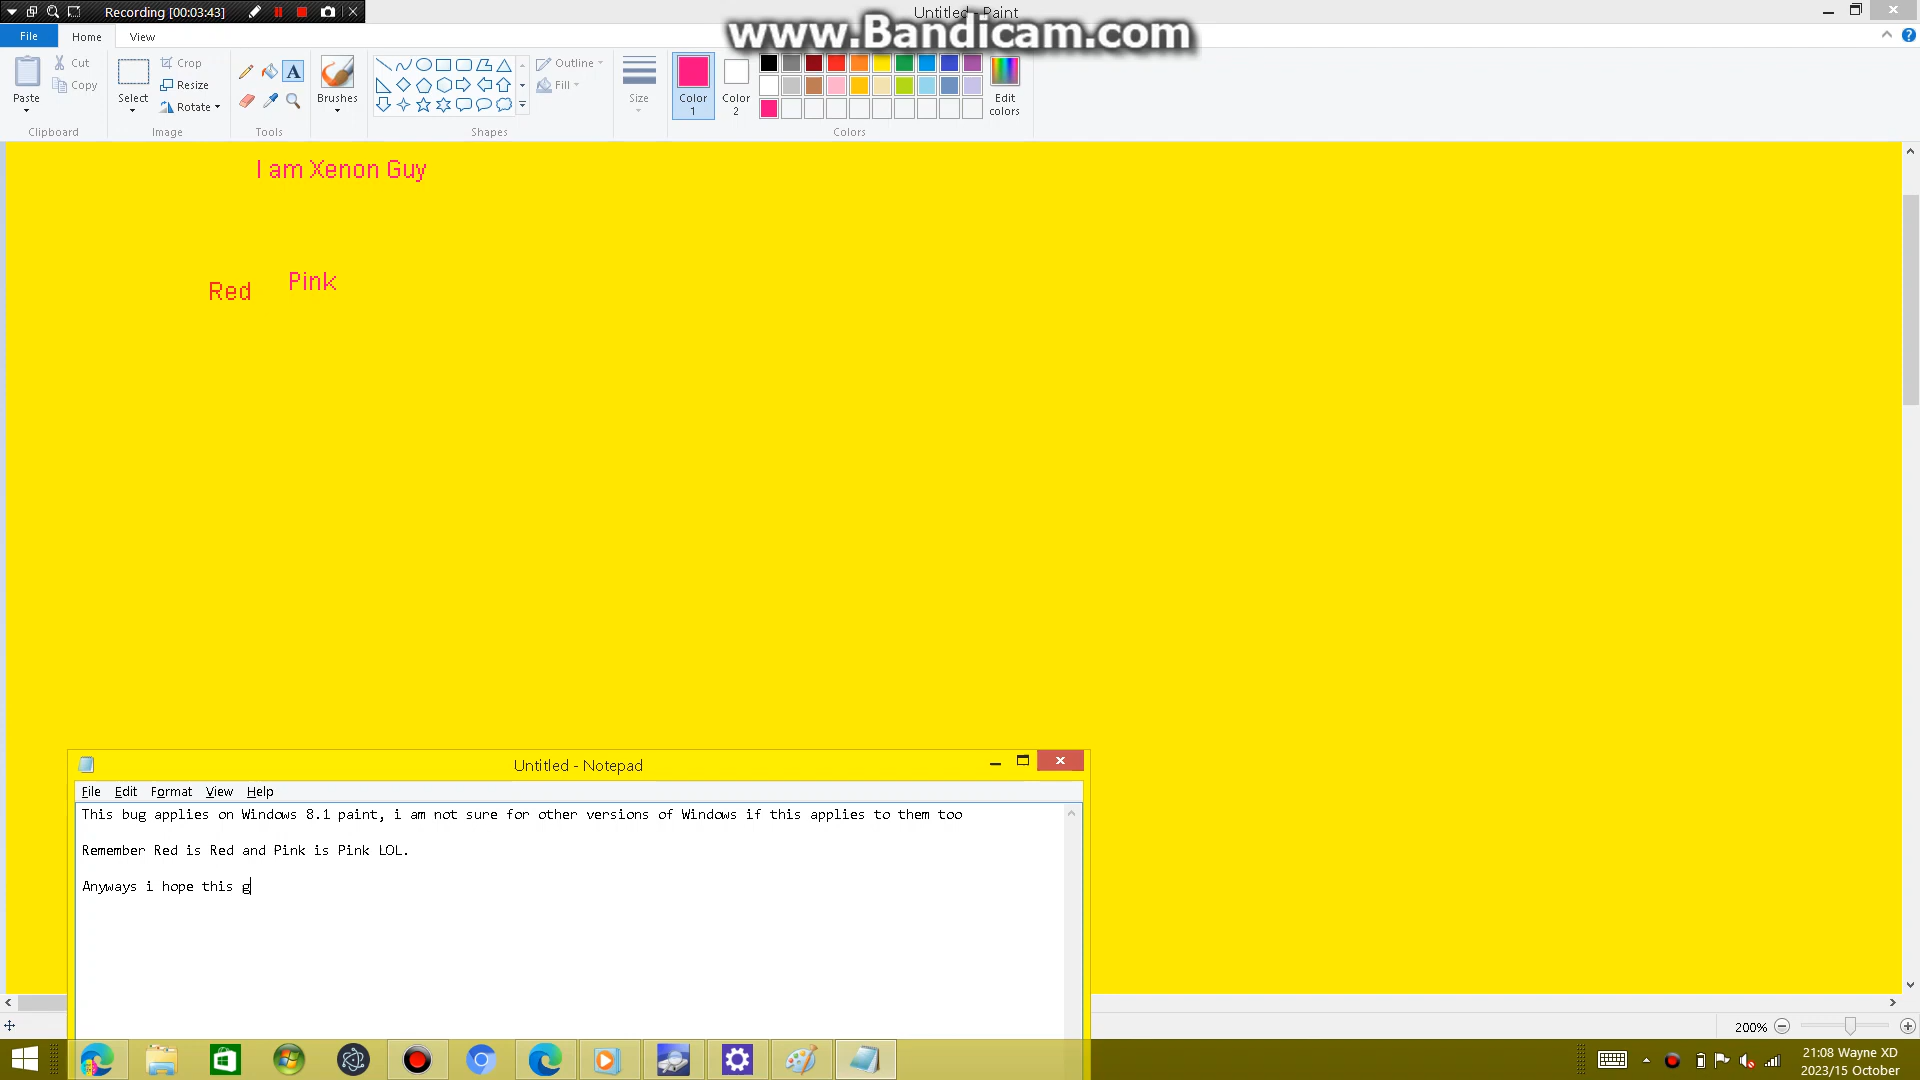 Recording [00:03:43]
Untitled - Paint
www.Bandicam.com
File
Home
View
Paste
Cut
Copy
Clipboard
Select
Crop
Resize
Rotate
Image
Tools
Brushes
Shapes
Outline
Fill
Size
Color
1
Color
2
Edit
colors
Colors
I am Xenon Guy
Red
Pink
Untitled - Notepad
File Edit Format View Help
This bug applies on Windows 8.1 paint, i am not sure for other versions of Windows if this applies to them too
Remember Red is Red and Pink is Pink LOL.
Anyways i hope this g
200%
21:08 Wayne XD
2023/15 October